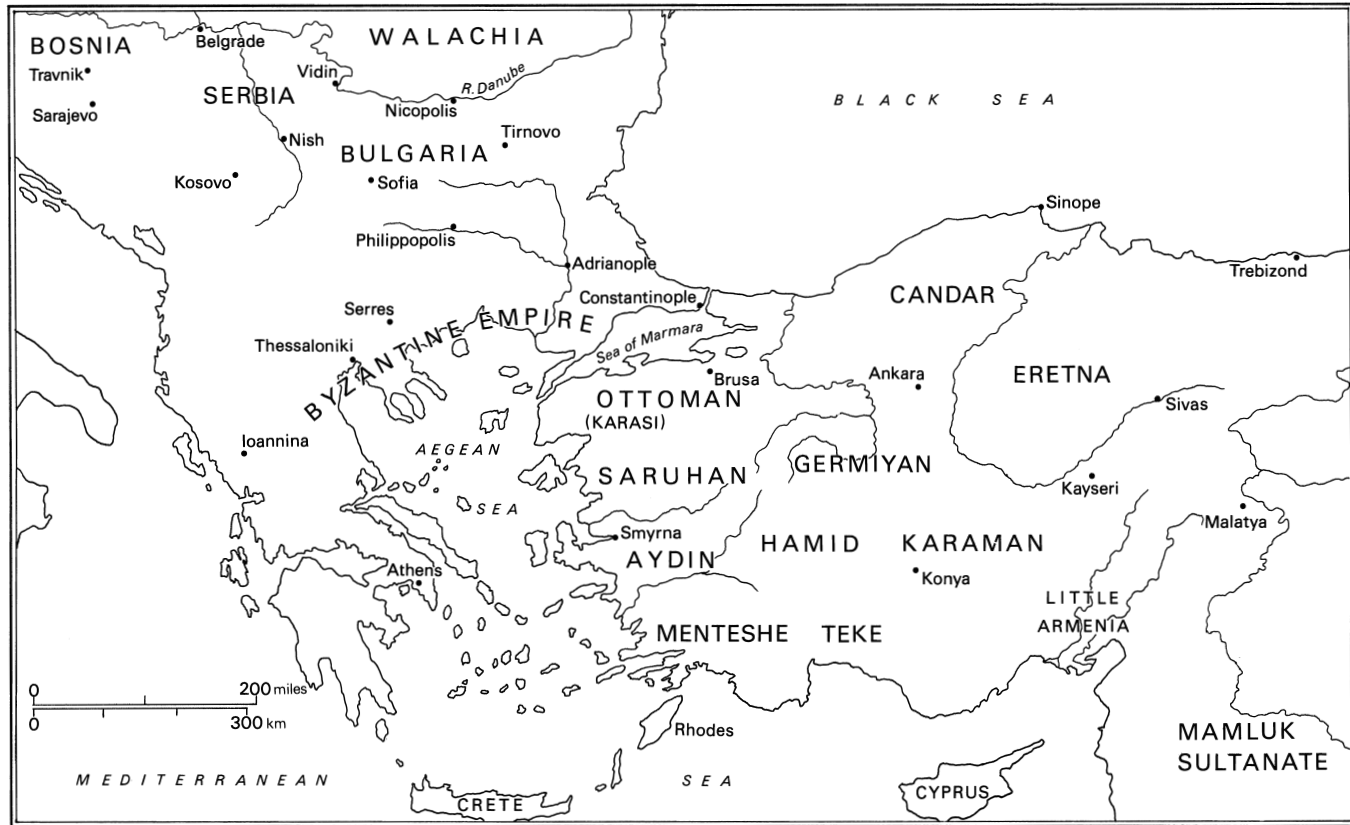 BOSNIA
Belgrade
WALACHIA
Travnik
Vidin
R. Danube
SERBIA
BLACK SEA
Sarajevo
Nicopolis
Tirnovo
Nish
BULGARIA
Kosovo
Sofia
Sinope
Philippopolis
Adrianople
Trebizond
Constantinople
CANDAR
Serres
BYZANTINE EMPIRE
Sea of Marmara
Thessaloniki
Brusa
Ankara
ERETNA
OTTOMAN
(KARASI)
Sivas
Ioannina
AEGEAN
SEA
SARUHAN
GERMIYAN
Kayseri
Malatya
Smyrna
HAMID
KARAMAN
AYDIN
Athens
Konya
LITTLE
ARMENIA
MENTESHE
TEKE
0 200 miles
0 300 km
Rhodes
MAMLUK
SULTANATE
MEDITERRANEAN SEA
CRETE
CYPRUS